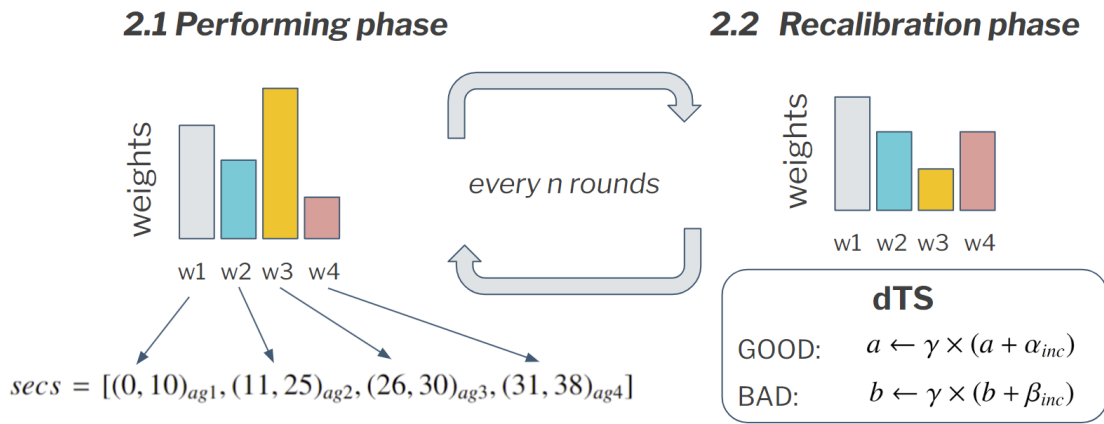 2.1 Performing phase
2.2 Recalibration phase
weights
w1 w2 w3 w4
every n rounds
weights
w1 w2 w3 w4
secs = [(0, 10)ag1, (11, 25)ag2, (26, 30)ag3, (31, 38)ag4]
dTS
GOOD: a ← γ × (a + αinc)
BAD: b ← γ × (b + βinc)